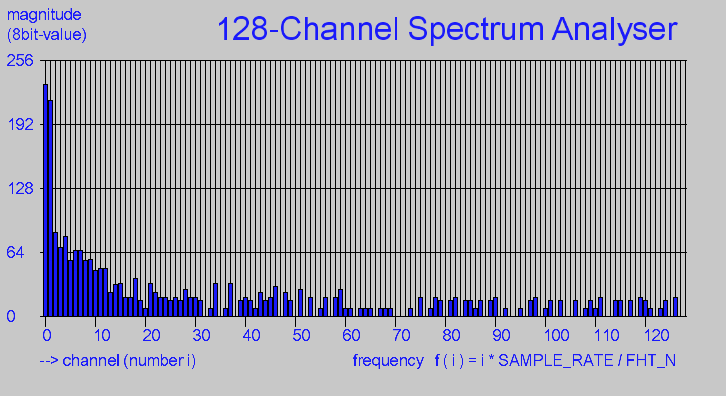 magnitude
(8bit-value)
128-Channel Spectrum Analyser
256
192
128
64
0
0 10 20 30 40 50 60 70 80 90 100 110 120
--> channel (number i)
frequency f ( i ) = i * SAMPLE_RATE / FHT_N